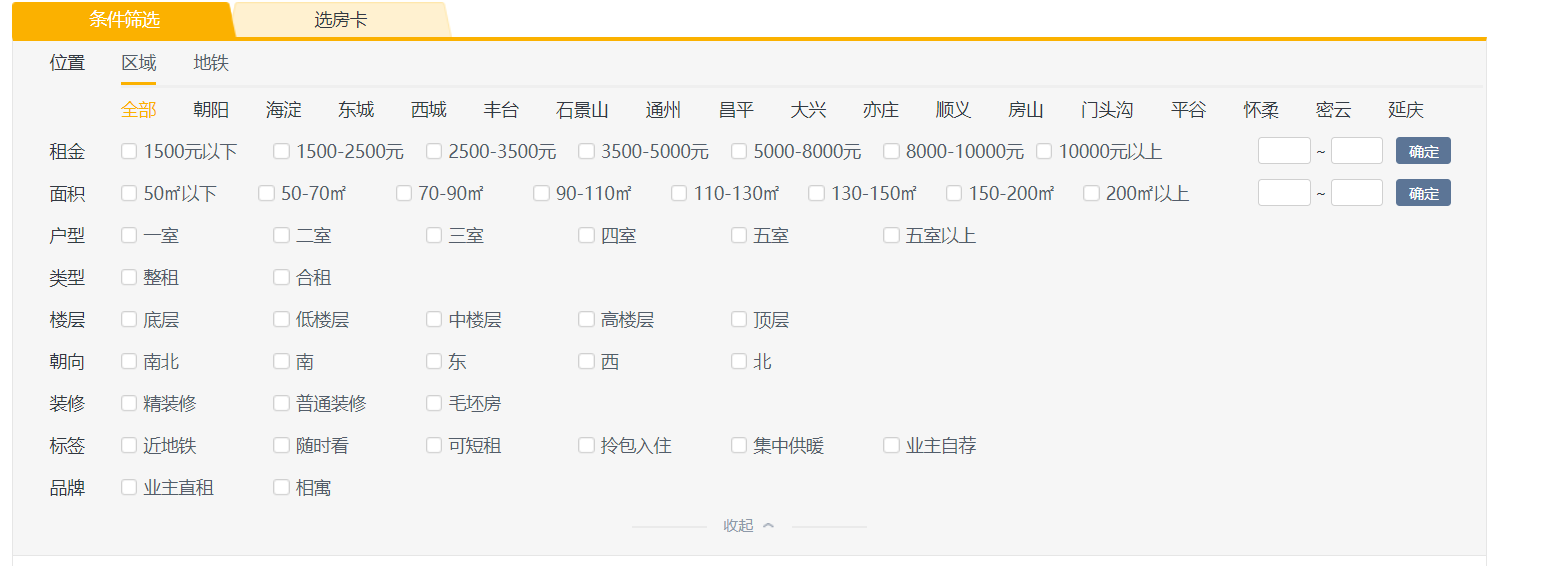 条件筛选 选房卡
位置 区域 地铁
全部 朝阳 海淀 东城 西城 丰台 石景山 通州 昌平 大兴 亦庄 顺义 房山 门头沟 平谷 怀柔 密云 延庆
租金 1500元以下 1500-2500元 2500-3500元 3500-5000元 5000-8000元 8000-10000元 10000元以上 ~ 确定
面积 50㎡以下 50-70㎡ 70-90㎡ 90-110㎡ 110-130㎡ 130-150㎡ 150-200㎡ 200㎡以上 ~ 确定
户型 一室 二室 三室 四室 五室 五室以上
类型 整租 合租
楼层 底层 低楼层 中楼层 高楼层 顶层
朝向 南北 南 东 西 北
装修 精装修 普通装修 毛坯房
标签 近地铁 随时看 可短租 拎包入住 集中供暖 业主自荐
品牌 业主直租 相寓
收起